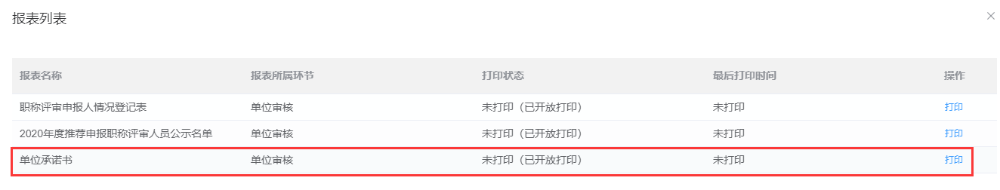 报表列表
报表名称 报表所属环节 打印状态 最后打印时间 操作
职称评审申报人情况登记表 单位审核 未打印（已开放打印） 未打印 打印
2020年度推荐申报职称评审人员公示名单 单位审核 未打印（已开放打印） 未打印 打印
单位承诺书 单位审核 未打印（已开放打印） 未打印 打印